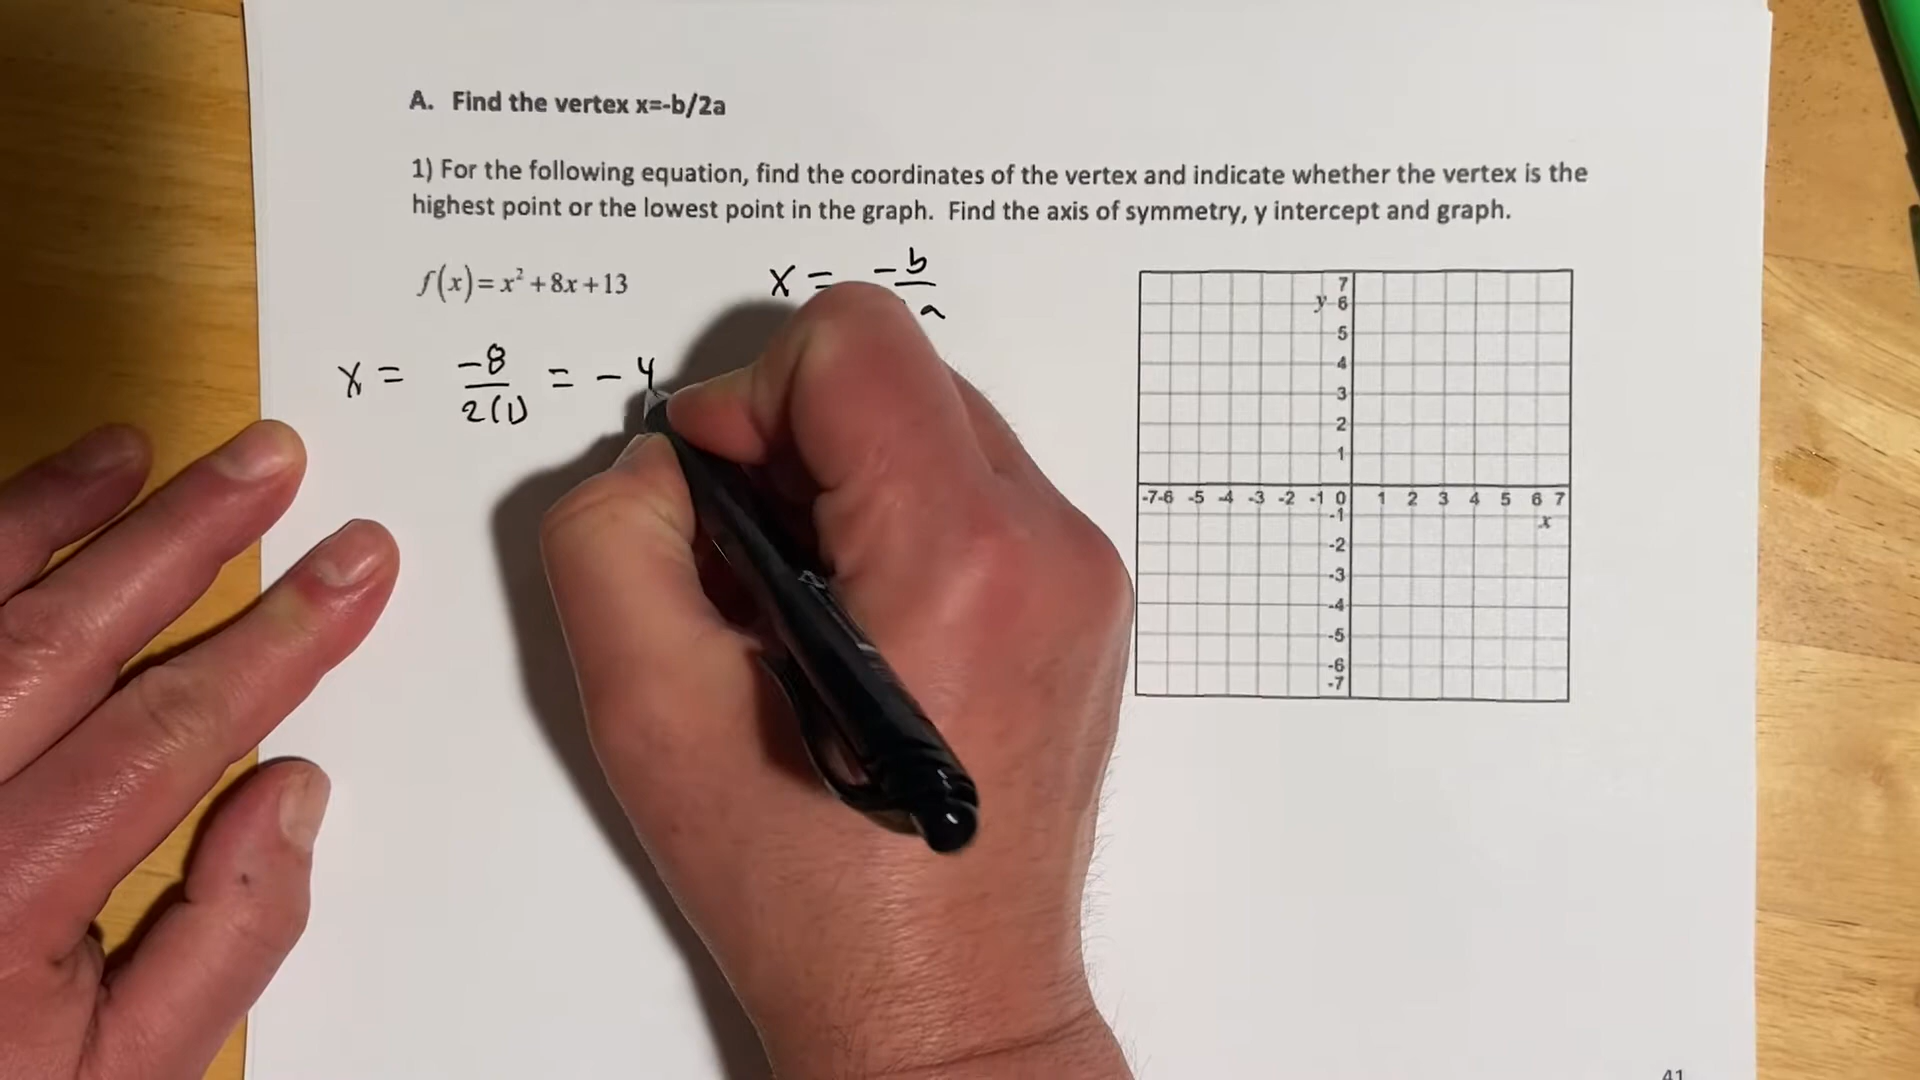 A. Find the vertex x=-b/2a
1) For the following equation, find the coordinates of the vertex and indicate whether the vertex is the
highest point or the lowest point in the graph. Find the axis of symmetry, y intercept and graph.
f(x)=x²+8x+13
x = -b
a
x = -8 / 2(1) = -4
7
y 6
5
4
3
2
1
-7 -6 -5 -4 -3 -2 -1 0 1 2 3 4 5 6 7
-1
x
-2
-3
-4
-5
-6
-7